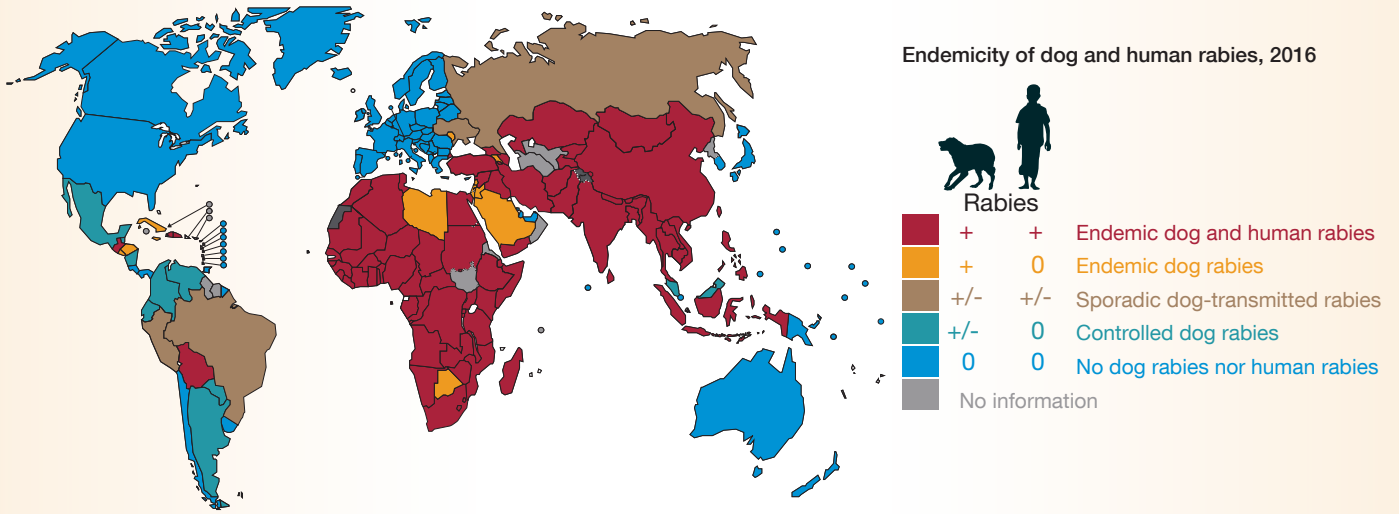 Endemicity of dog and human rabies, 2016
Rabies
+ + Endemic dog and human rabies
+ 0 Endemic dog rabies
+/- +/- Sporadic dog-transmitted rabies
+/- 0 Controlled dog rabies
0 0 No dog rabies nor human rabies
No information